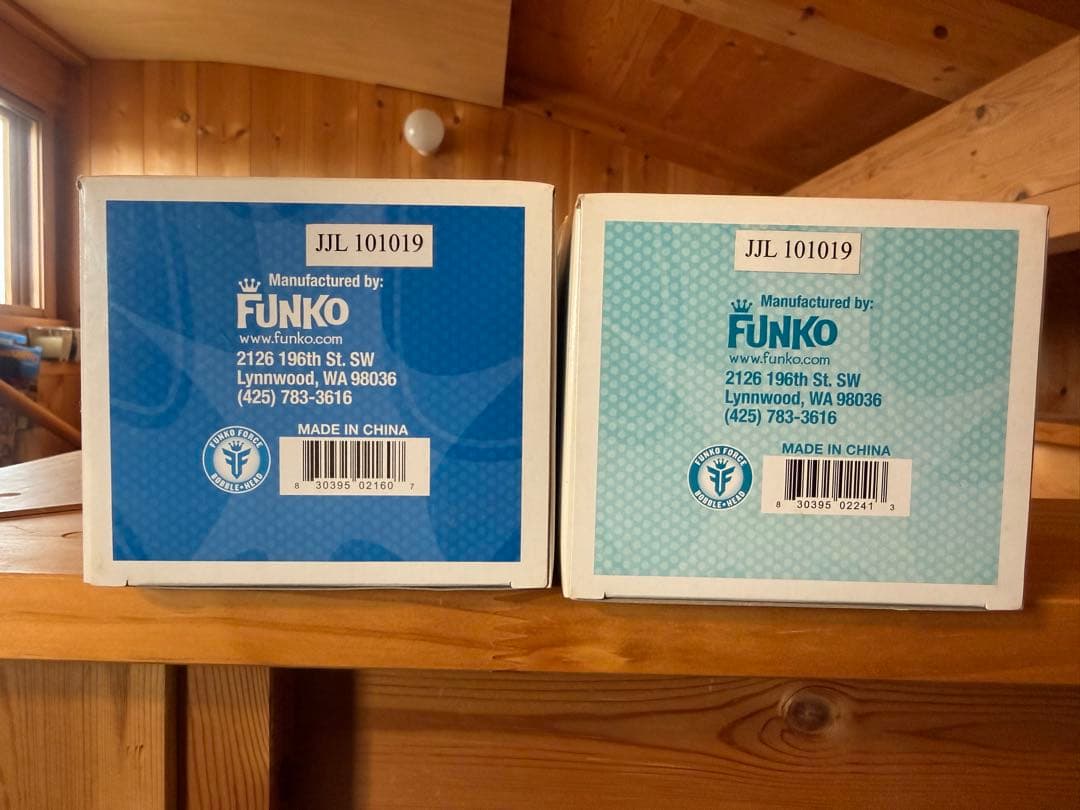 JJL 101019
Manufactured by:
FUNKO
www.funko.com
2126 196th St. SW
Lynnwood, WA 98036
(425) 783-3616
MADE IN CHINA
FUNKO FORCE
BOBBLE-HEAD
8 30395 02160 7
JJL 101019
Manufactured by:
FUNKO
www.funko.com
2126 196th St. SW
Lynnwood, WA 98036
(425) 783-3616
MADE IN CHINA
FUNKO FORCE
BOBBLE-HEAD
8 30395 02241 3